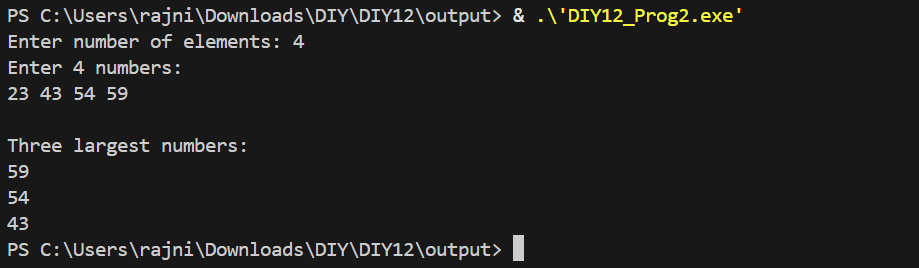 PS C:\Users\rajni\Downloads\DIY\DIY12\output> & .\'DIY12_Prog2.exe'
Enter number of elements: 4
Enter 4 numbers:
23 43 54 59

Three largest numbers:
59
54
43
PS C:\Users\rajni\Downloads\DIY\DIY12\output>